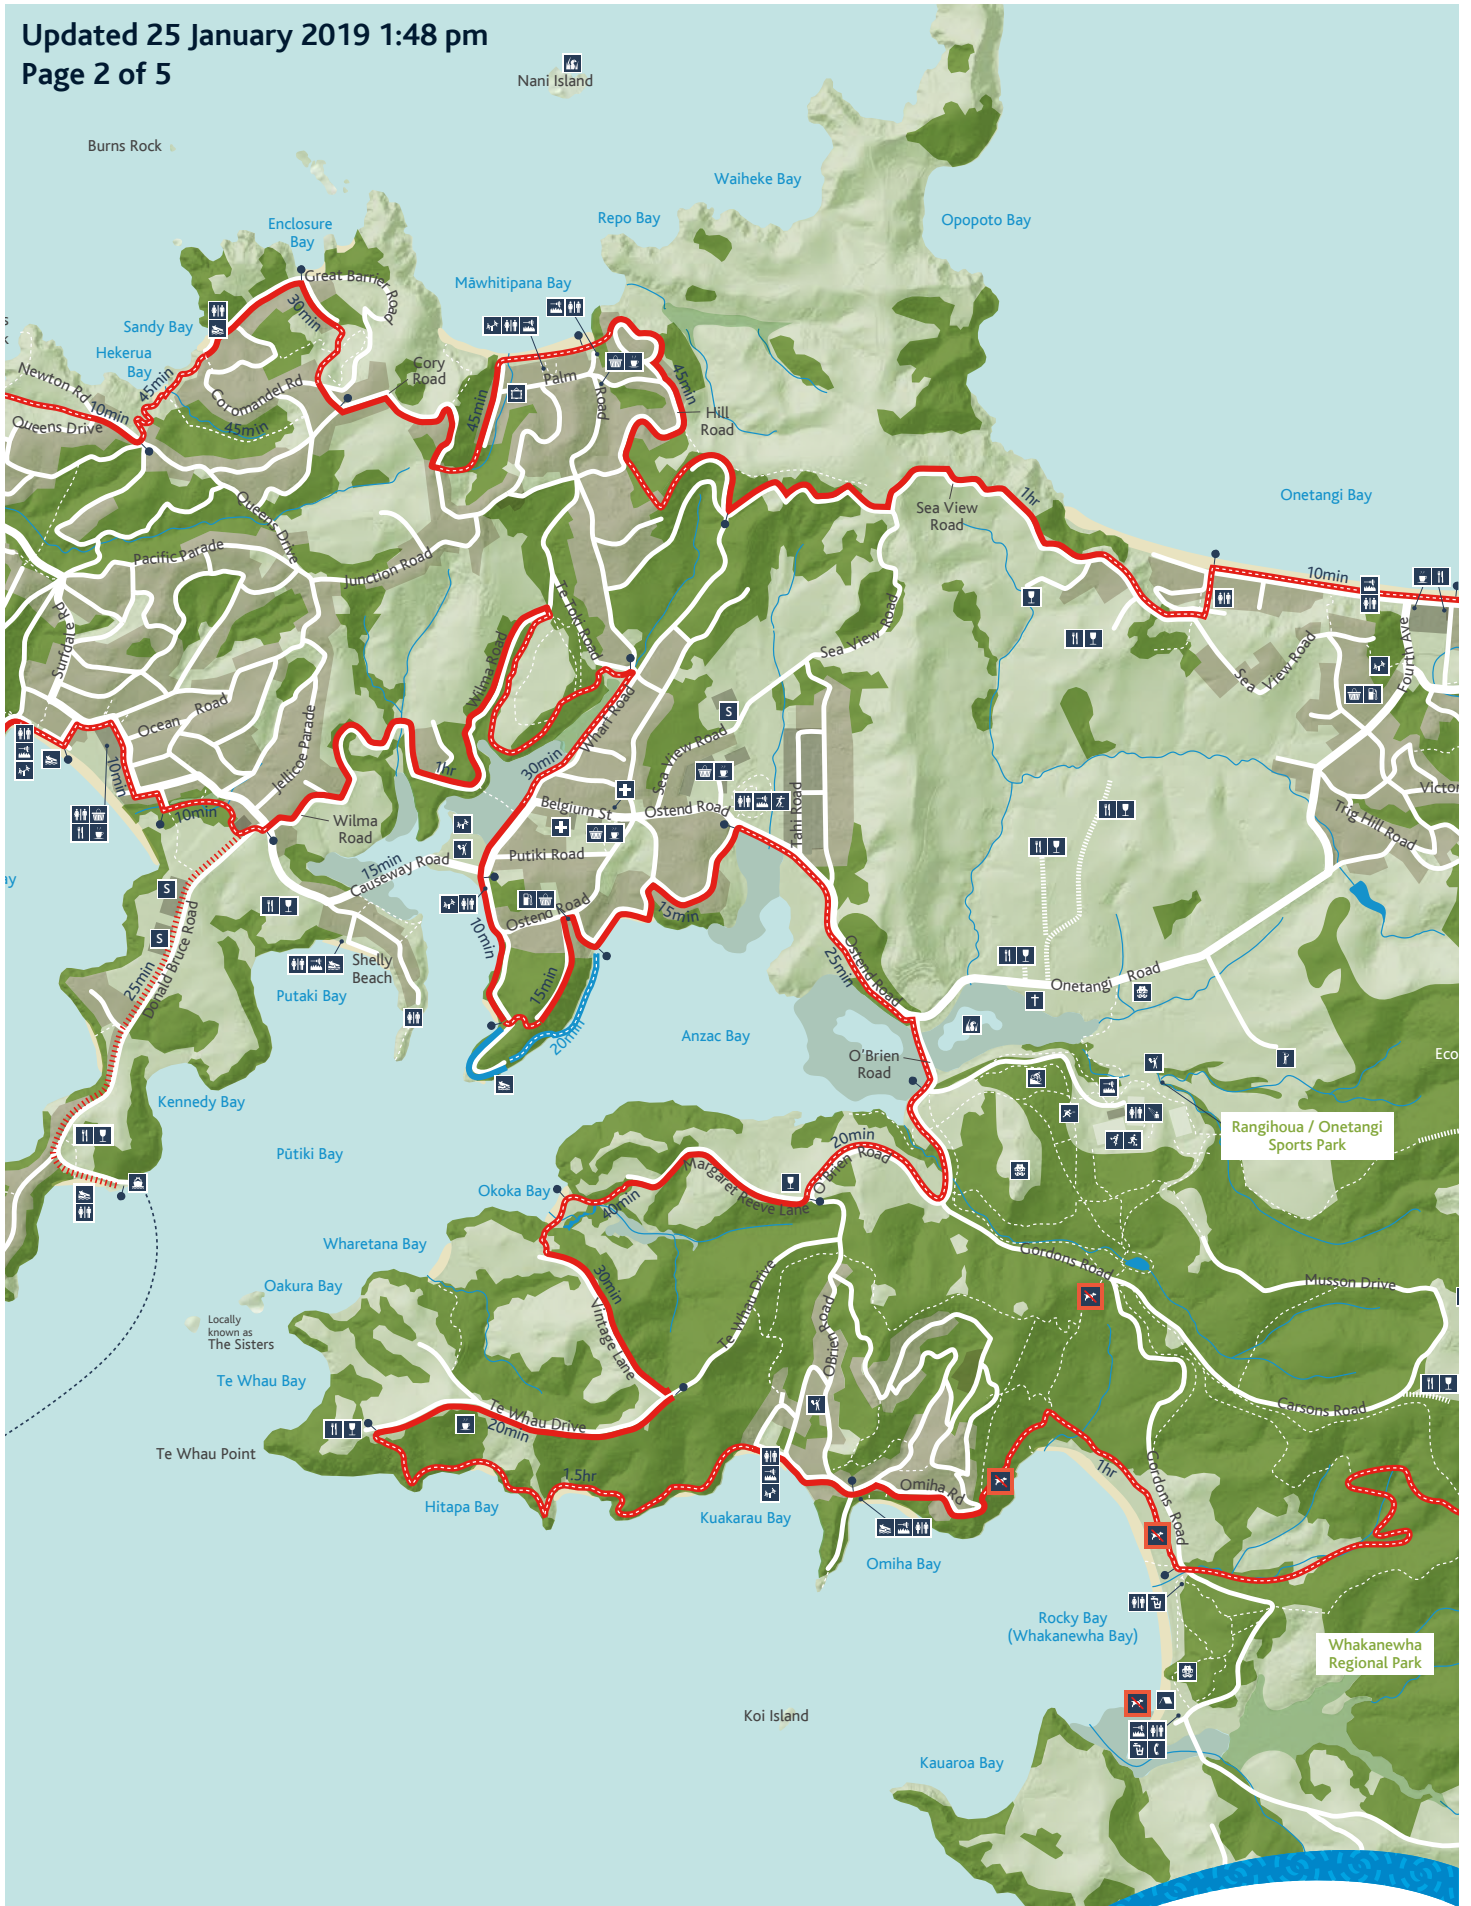 Updated 25 January 2019 1:48 pm
Page 2 of 5
Nani Island
Burns Rock
Waiheke Bay
Repo Bay
Opopoto Bay
Enclosure
Bay
Great Barrier Road
Māwhitipana Bay
30min
Sandy Bay
Hekerua
Bay
45min
Newton Rd
10min
Queens Drive
Coromandel Rd
45min
Cory
Road
45min
Palm
Road
45min
Hill
Road
Sea View
Road
1hr
Onetangi Bay
Queens Drive
Pacific Parade
Junction Road
10min
Te Toki Road
Surfdale Rd
Wilma Road
Sea View Road
Sea View Road
Fourth Ave
Ocean Road
Jellicoe Parade
Wharf Road
Sea View Road
10min
1hr
30min
Belgium St
Ostend Road
Tahi Road
Victor
Trig Hill Road
10min
Wilma
Road
15min
Causeway Road
Putiki Road
ay
Ostend Road
15min
10min
Donald Bruce Road
25min
Shelly
Beach
Putaki Bay
15min
20min
Ostend Road
25min
Onetangi Road
Anzac Bay
O'Brien
Road
Eco
Kennedy Bay
Rangihoua / Onetangi
Sports Park
Pūtiki Bay
20min
O'Brien Road
Margaret Reeve Lane
Okoka Bay
40min
Wharetana Bay
Gordons Road
Oakura Bay
30min
Vintage Lane
Te Whau Drive
OBrien Road
Musson Drive
Locally
known as
The Sisters
Te Whau Bay
Te Whau Drive
20min
Carsons Road
Te Whau Point
1.5hr
1hr
Gordons Road
Omiha Rd
Hitapa Bay
Kuakarau Bay
Omiha Bay
Rocky Bay
(Whakanewha Bay)
Whakanewha
Regional Park
Koi Island
Kauaroa Bay